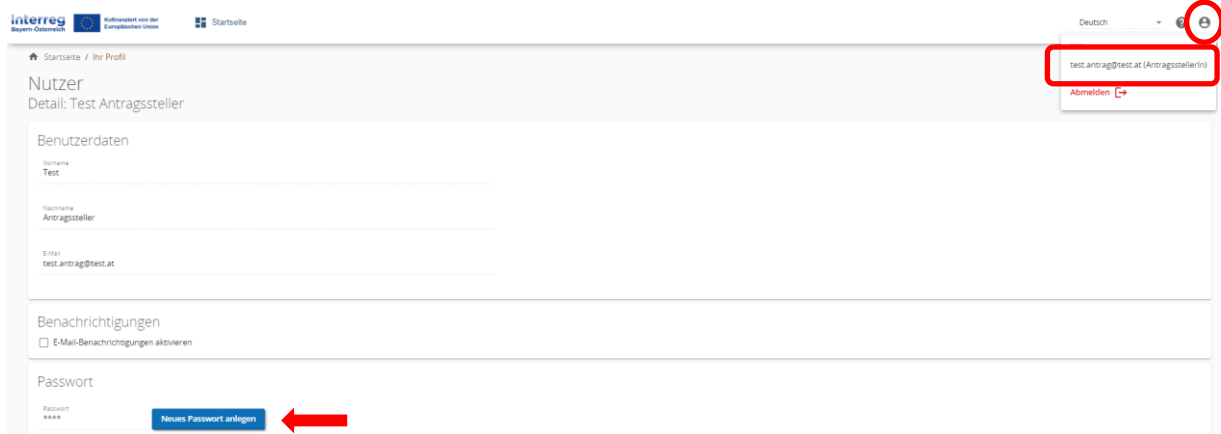 Interreg
Bayern-Österreich
Kofinanziert von der
Europäischen Union
Startseite
Deutsch
Startseite / Ihr Profil
test.antrag@test.at (AntragsstellerIn)
Abmelden
Nutzer
Detail: Test Antragssteller
Benutzerdaten
Vorname
Test
Nachname
Antragssteller
E-Mail
test.antrag@test.at
Benachrichtigungen
E-Mail-Benachrichtigungen aktivieren
Passwort
Passwort
****
Neues Passwort anlegen